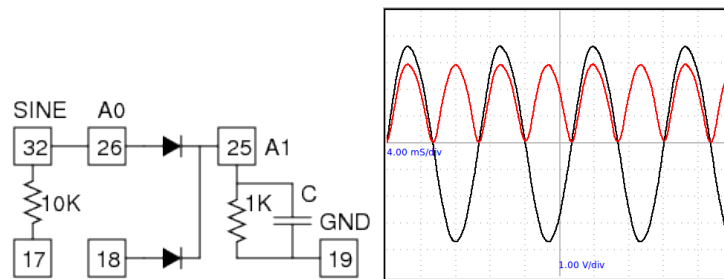 SINE A0
32 26 25 A1
10K 1K C
GND
17 18 19
4.00 mS/div
1.00 V/div